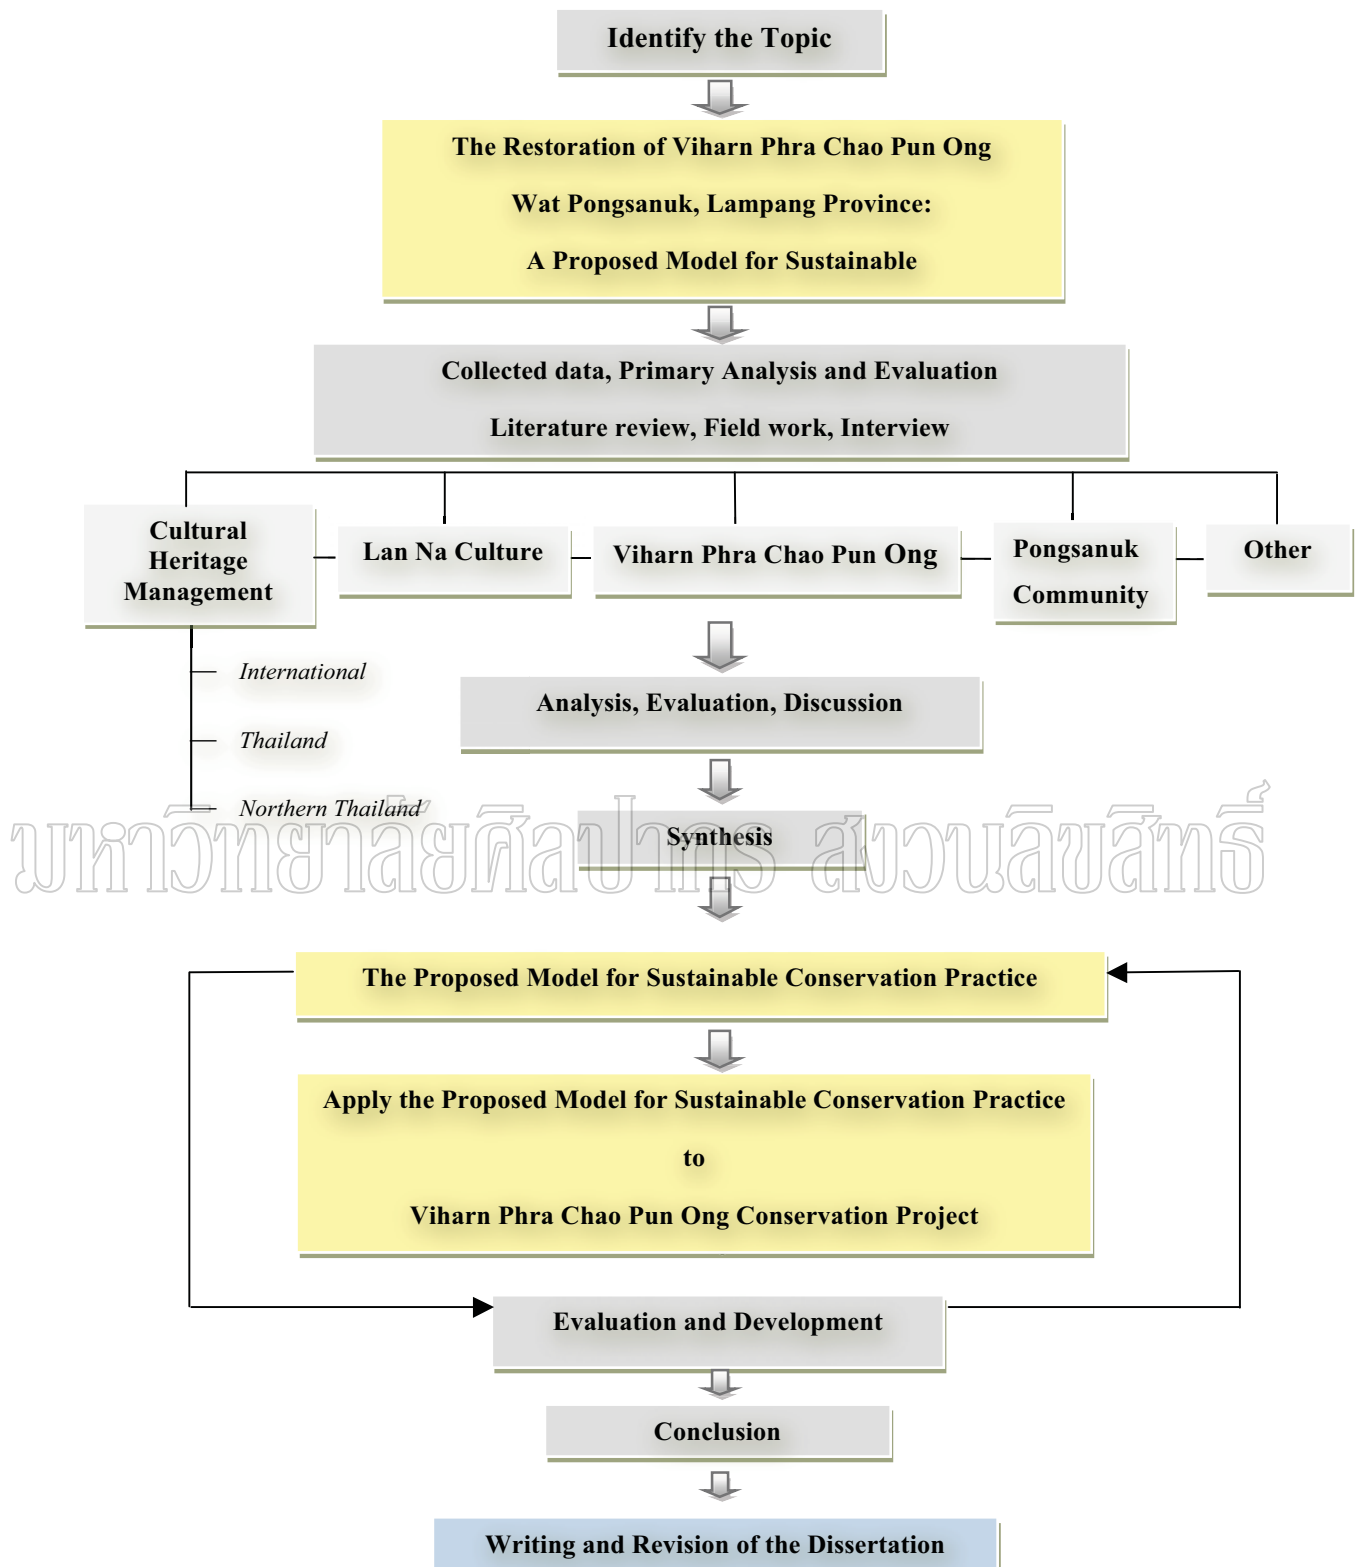 Identify the Topic
The Restoration of Viharn Phra Chao Pun Ong
Wat Pongsanuk, Lampang Province:
A Proposed Model for Sustainable
Collected data, Primary Analysis and Evaluation
Literature review, Field work, Interview
Cultural
Heritage
Management
Lan Na Culture
Viharn Phra Chao Pun Ong
Pongsanuk
Community
Other
International
Thailand
Northern Thailand
Analysis, Evaluation, Discussion
Synthesis
มหาวิทยาลัยศิลปากร สงวนลิขสิทธิ์
The Proposed Model for Sustainable Conservation Practice
Apply the Proposed Model for Sustainable Conservation Practice
to
Viharn Phra Chao Pun Ong Conservation Project
Evaluation and Development
Conclusion
Writing and Revision of the Dissertation